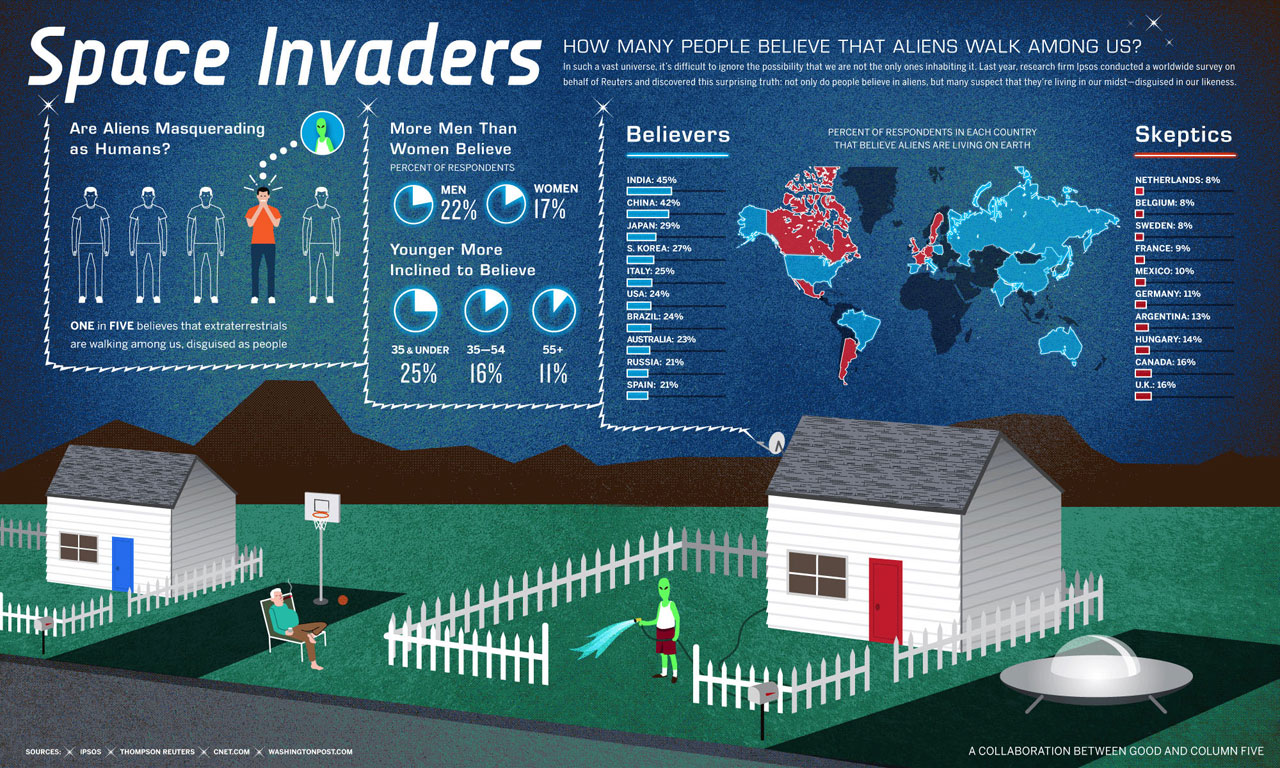 Space Invaders
HOW MANY PEOPLE BELIEVE THAT ALIENS WALK AMONG US?
In such a vast universe, it's difficult to ignore the possibility that we are not the only ones inhabiting it. Last year, research firm Ipsos conducted a worldwide survey on
behalf of Reuters and discovered this surprising truth: not only do people believe in aliens, but many suspect that they're living in our midst—disguised in our likeness.
Are Aliens Masquerading
as Humans?
ONE in FIVE believes that extraterrestrials
are walking among us, disguised as people
More Men Than
Women Believe
PERCENT OF RESPONDENTS
MEN
22%
WOMEN
17%
Younger More
Inclined to Believe
35 & UNDER
25%
35—54
16%
55+
11%
Believers
INDIA: 45%
CHINA: 42%
JAPAN: 29%
S. KOREA: 27%
ITALY: 25%
USA: 24%
BRAZIL: 24%
AUSTRALIA: 23%
RUSSIA: 21%
SPAIN: 21%
PERCENT OF RESPONDENTS IN EACH COUNTRY
THAT BELIEVE ALIENS ARE LIVING ON EARTH
Skeptics
NETHERLANDS: 8%
BELGIUM: 8%
SWEDEN: 8%
FRANCE: 9%
MEXICO: 10%
GERMANY: 11%
ARGENTINA: 13%
HUNGARY: 14%
CANADA: 16%
U.K.: 16%
SOURCES: IPSOS THOMPSON REUTERS CNET.COM WASHINGTONPOST.COM
A COLLABORATION BETWEEN GOOD AND COLUMN FIVE